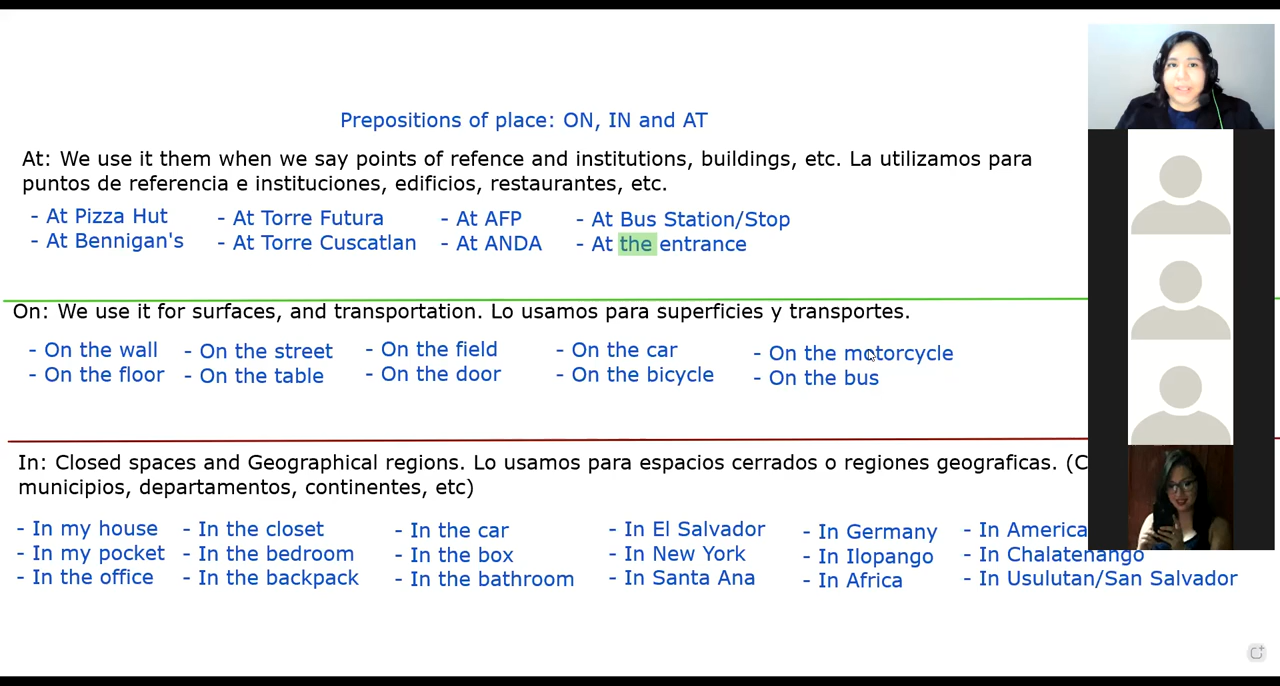 Prepositions of place: ON, IN and AT
At: We use it them when we say points of refence and institutions, buildings, etc. La utilizamos para
puntos de referencia e instituciones, edificios, restaurantes, etc.
- At Pizza Hut - At Torre Futura - At AFP - At Bus Station/Stop
- At Bennigan's - At Torre Cuscatlan - At ANDA - At the entrance
On: We use it for surfaces, and transportation. Lo usamos para superficies y transportes.
- On the wall - On the street - On the field - On the car - On the motorcycle
- On the floor - On the table - On the door - On the bicycle - On the bus
In: Closed spaces and Geographical regions. Lo usamos para espacios cerrados o regiones geograficas. (C
municipios, departamentos, continentes, etc)
- In my house - In the closet - In the car - In El Salvador - In Germany - In America
- In my pocket - In the bedroom - In the box - In New York - In Ilopango - In Chalatenango
- In the office - In the backpack - In the bathroom - In Santa Ana - In Africa - In Usulutan/San Salvador